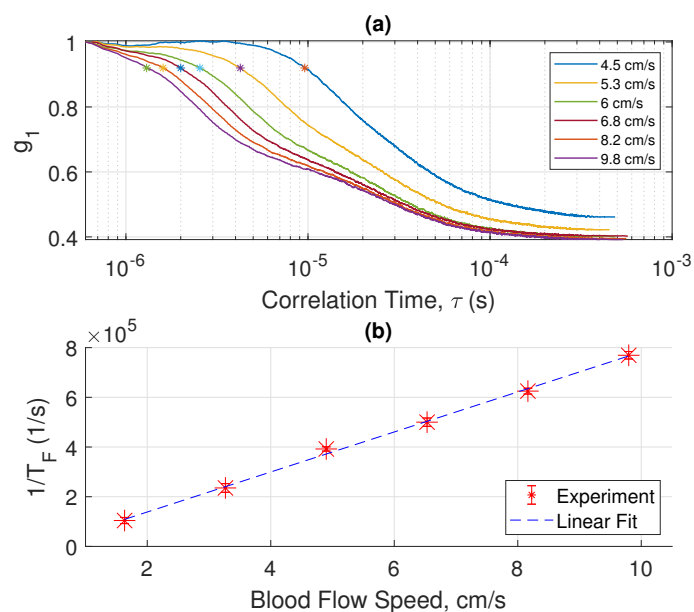 (a)
1
0.8
0.6
0.4
g1
10-6
10-5
10-4
10-3
Correlation Time, τ (s)
4.5 cm/s
5.3 cm/s
6 cm/s
6.8 cm/s
8.2 cm/s
9.8 cm/s
(b)
×105
8
6
4
2
0
1/TF (1/s)
2
4
6
8
10
Blood Flow Speed, cm/s
Experiment
Linear Fit